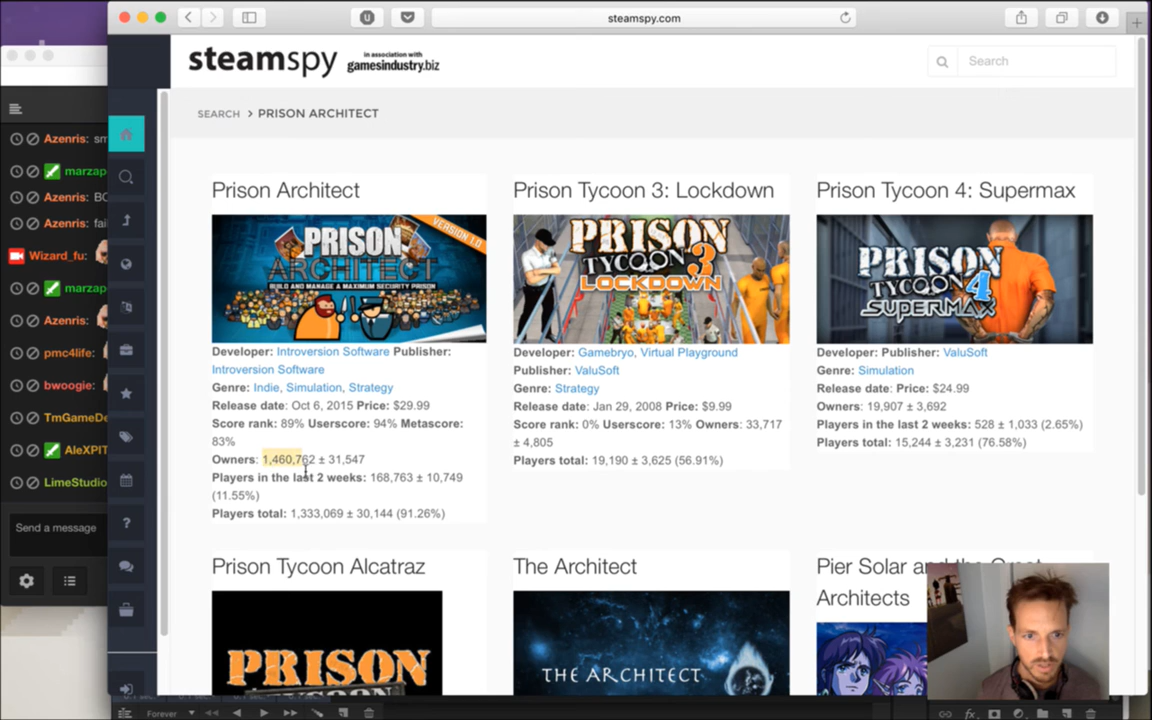 steamspy.com
steamspy
in association with
gamesindustry.biz
Search
SEARCH > PRISON ARCHITECT
Azenris: sm
marzap
Azenris: BO
Azenris: fai
Wizard_fu:
marzap
Azenris:
pmc4life:
bwoogie:
TmGameDe
AleXPIT
LimeStudio
Send a message
Prison Architect
VERSION 1.0
PRISON
ARCHITECT
BUILD AND MANAGE A MAXIMUM SECURITY PRISON
Developer: Introversion Software Publisher:
Introversion Software
Genre: Indie, Simulation, Strategy
Release date: Oct 6, 2015 Price: $29.99
Score rank: 89% Userscore: 94% Metascore:
83%
Owners: 1,460,762 ± 31,547
Players in the last 2 weeks: 168,763 ± 10,749
(11.55%)
Players total: 1,333,069 ± 30,144 (91.26%)
Prison Tycoon 3: Lockdown
PRISON
TYCOON 3
LOCKDOWN
Developer: Gamebryo, Virtual Playground
Publisher: ValuSoft
Genre: Strategy
Release date: Jan 29, 2008 Price: $9.99
Score rank: 0% Userscore: 13% Owners: 33,717
± 4,805
Players total: 19,190 ± 3,625 (56.91%)
Prison Tycoon 4: Supermax
PRISON
TYCOON 4
SUPERMAX
Developer: Publisher: ValuSoft
Genre: Simulation
Release date: Price: $24.99
Owners: 19,907 ± 3,692
Players in the last 2 weeks: 528 ± 1,033 (2.65%)
Players total: 15,244 ± 3,231 (76.58%)
Prison Tycoon Alcatraz
PRISON
The Architect
THE ARCHITECT
Pier Solar and the Great
Architects
Forever